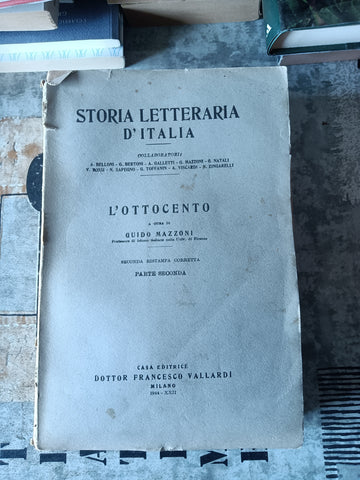 STORIA LETTERARIA
D'ITALIA
COLLABORATORI
A. BELLONI - G. BERTONI - A. GALLETTI - G. MAZZONI - G. NATALI
V. ROSSI - N. SAPEGNO - G. TOFFANIN - A. VISCARDI - N. ZINGARELLI
L'OTTOCENTO
A CURA DI
GUIDO MAZZONI
Professore di lettere italiane nella Univ. di Firenze
SECONDA RISTAMPA CORRETTA
PARTE SECONDA
CASA EDITRICE
DOTTOR FRANCESCO VALLARDI
MILANO
1944 - XXII